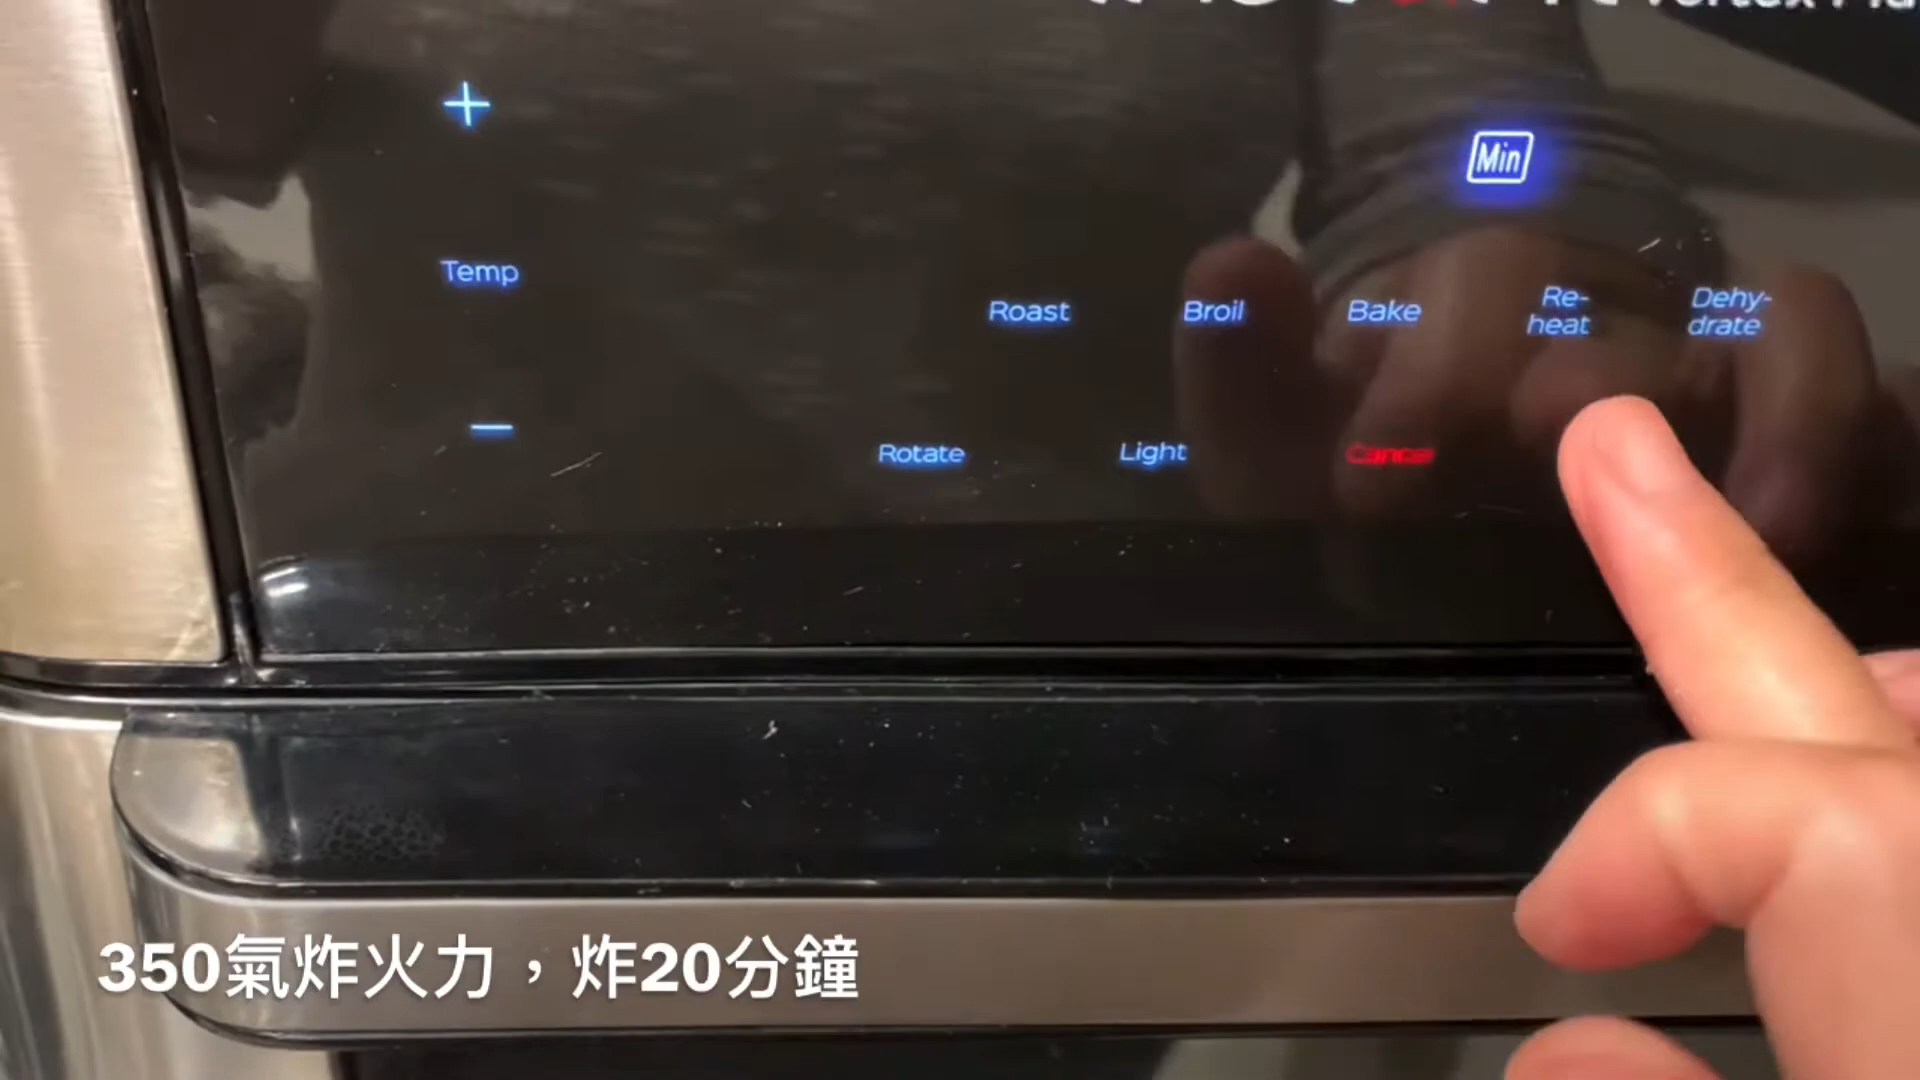 +
Min
Temp
Roast Broil Bake Re-heat Dehy-drate
−
Rotate Light Cancel
350氣炸火力，炸20分鐘